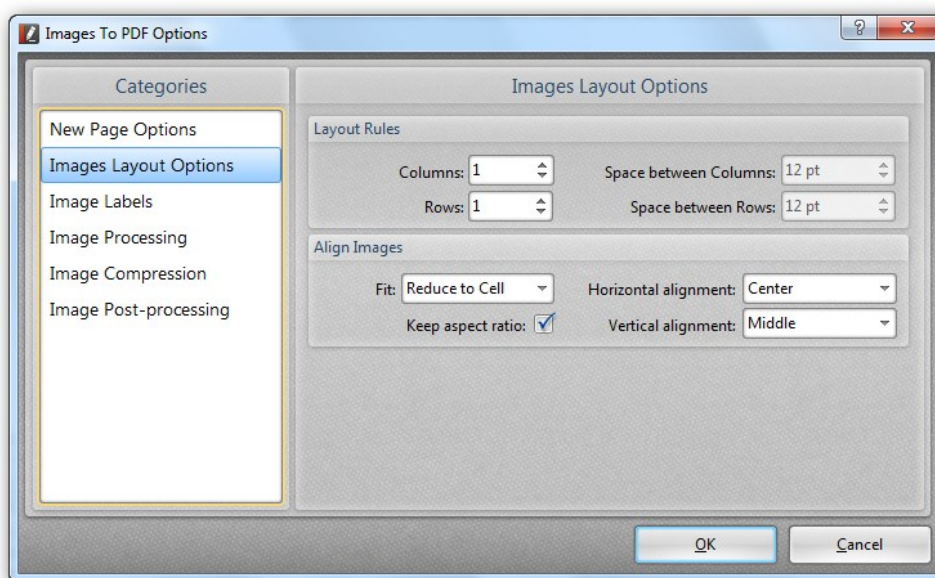 Images To PDF Options
Categories
New Page Options
Images Layout Options
Image Labels
Image Processing
Image Compression
Image Post-processing
Images Layout Options
Layout Rules
Columns: 1 Space between Columns: 12 pt
Rows: 1 Space between Rows: 12 pt
Align Images
Fit: Reduce to Cell Horizontal alignment: Center
Keep aspect ratio: Vertical alignment: Middle
OK Cancel